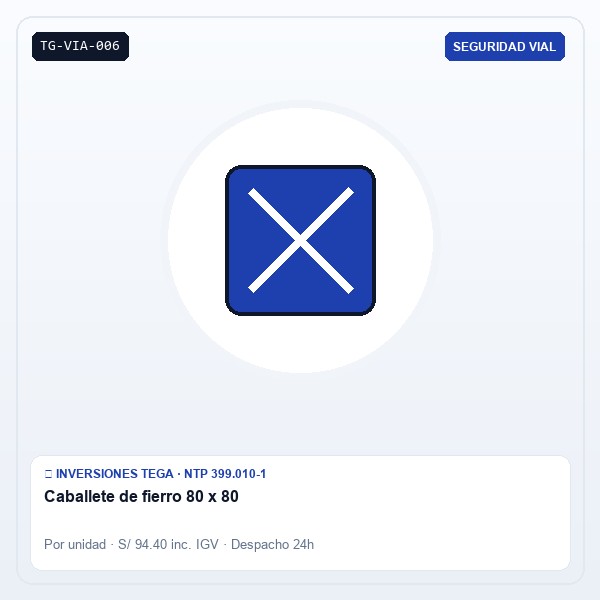 TG-VIA-006
SEGURIDAD VIAL
INVERSIONES TEGA · NTP 399.010-1
Caballete de fierro 80 x 80
Por unidad · S/ 94.40 inc. IGV · Despacho 24h